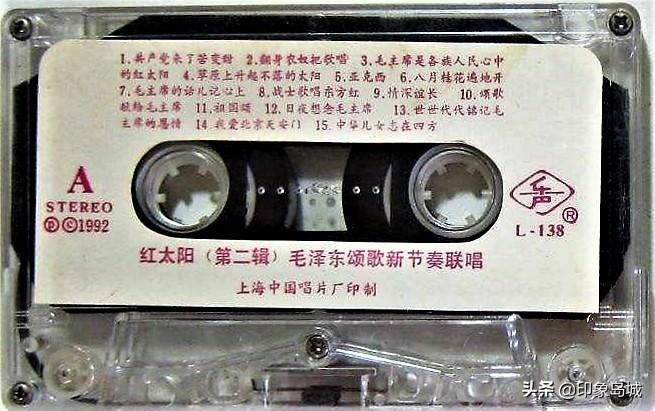 1.共产党来了苦变甜 2.翻身农奴把歌唱 3.毛主席是各族人民心中
的红太阳 4.草原上升起不落的太阳 5.亚克西 6.八月桂花遍地开
7.毛主席的话儿记心上 8.战士歌唱东方红 9.情深谊长 10.颂歌
献给毛主席 11.祖国颂 12.日夜想念毛主席 13.世世代代铭记毛
主席的恩情 14.我爱北京天安门 15.中华儿女志在四方
A
STEREO
ⓅⒸ1992
声
®
L-138
红太阳（第二辑）毛泽东颂歌新节奏联唱
上海中国唱片厂印制
头条 @印象岛城